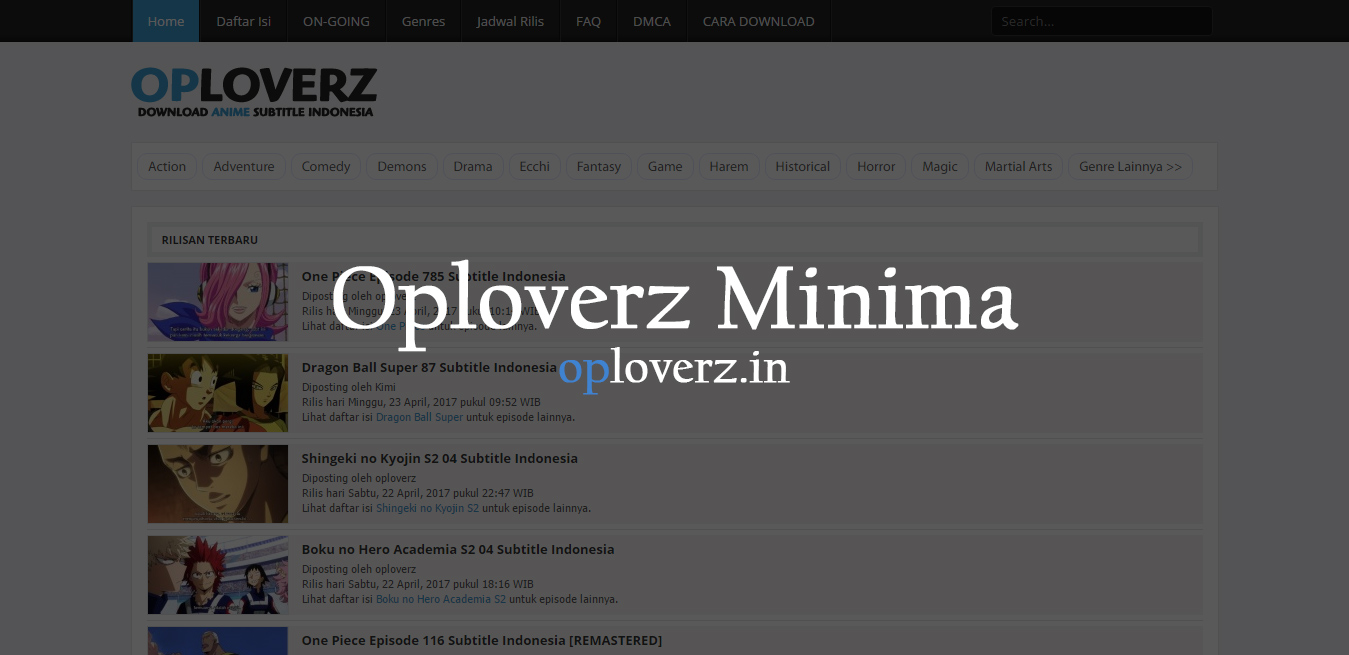 Home Daftar Isi ON-GOING Genres Jadwal Rilis FAQ DMCA CARA DOWNLOAD Search...
OPLOVERZ
DOWNLOAD ANIME SUBTITLE INDONESIA
Action Adventure Comedy Demons Drama Ecchi Fantasy Game Harem Historical Horror Magic Martial Arts Genre Lainnya >>
RILISAN TERBARU
One Piece Episode 785 Subtitle Indonesia
Diposting oleh
Rilis hari Minggu, 23 April, 2017 pukul
Lihat daftar isi One untuk episode lainnya.
Oploverz Minima
oploverz.in
Dragon Ball Super 87 Subtitle Indonesia
Diposting oleh Kimi
Rilis hari Minggu, 23 April, 2017 pukul 09:52 WIB
Lihat daftar isi Dragon Ball Super untuk episode lainnya.
Shingeki no Kyojin S2 04 Subtitle Indonesia
Diposting oleh oploverz
Rilis hari Sabtu, 22 April, 2017 pukul 22:47 WIB
Lihat daftar isi Shingeki no Kyojin S2 untuk episode lainnya.
Boku no Hero Academia S2 04 Subtitle Indonesia
Diposting oleh oploverz
Rilis hari Sabtu, 22 April, 2017 pukul 18:16 WIB
Lihat daftar isi Boku no Hero Academia S2 untuk episode lainnya.
One Piece Episode 116 Subtitle Indonesia [REMASTERED]